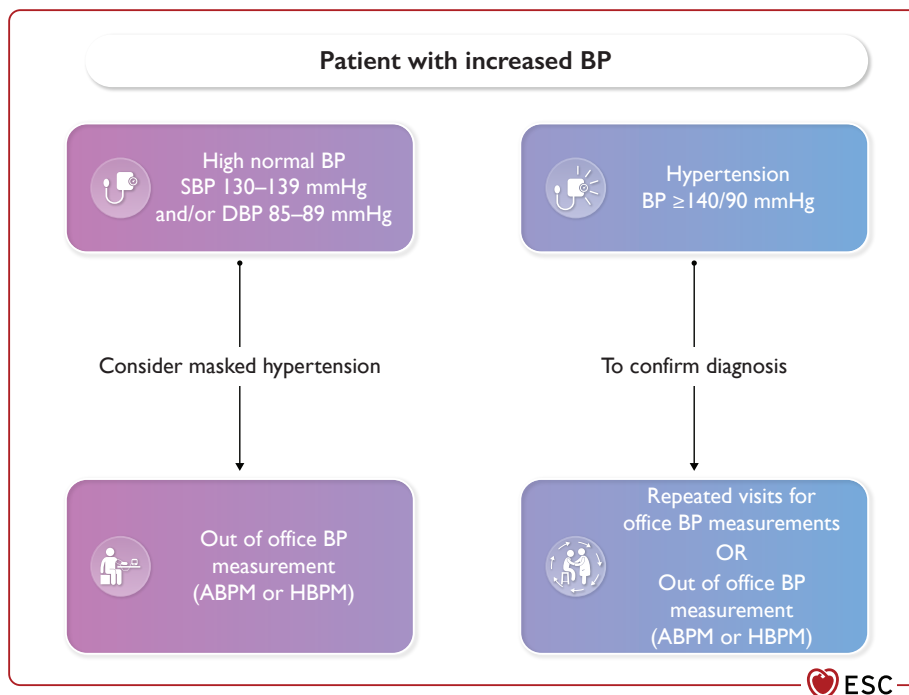 Patient with increased BP
High normal BP
SBP 130–139 mmHg
and/or DBP 85–89 mmHg
Hypertension
BP ≥140/90 mmHg
Consider masked hypertension
To confirm diagnosis
Out of office BP
measurement
(ABPM or HBPM)
Repeated visits for
office BP measurements
OR
Out of office BP
measurement
(ABPM or HBPM)
ESC